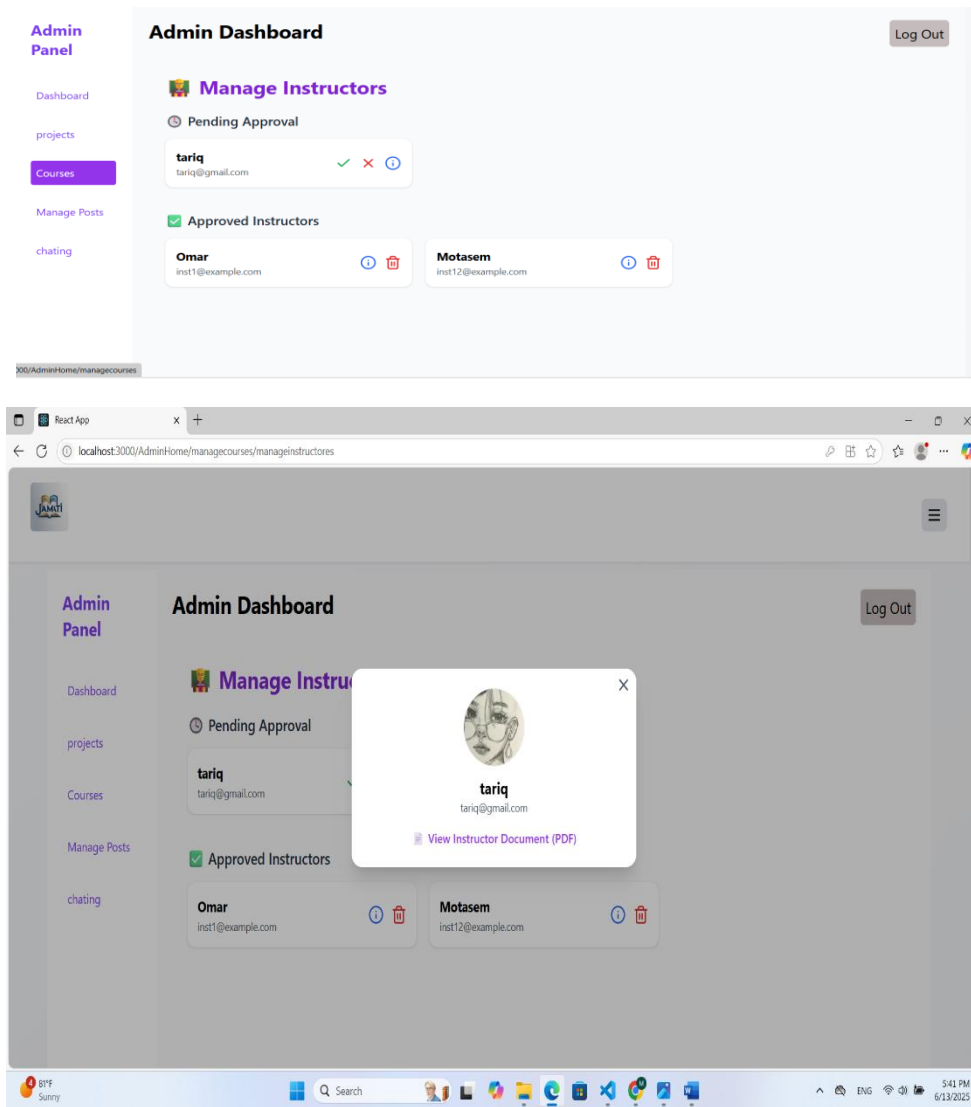 Admin
Panel
Admin Dashboard
Log Out
Dashboard
projects
Courses
Manage Posts
chating
Manage Instructors
Pending Approval
tariq
tariq@gmail.com
Approved Instructors
Omar
inst1@example.com
Motasem
inst12@example.com
000/AdminHome/managecourses
React App
localhost:3000/AdminHome/managecourses/manageinstructores
JAMATI
Admin
Panel
Admin Dashboard
Log Out
Dashboard
projects
Courses
Manage Posts
chating
Manage Instru
Pending Approval
tariq
tariq@gmail.com
X
tariq
tariq@gmail.com
View Instructor Document (PDF)
Approved Instructors
Omar
inst1@example.com
Motasem
inst12@example.com
4
81°F
Sunny
Search
ENG
5:41 PM
6/13/2025